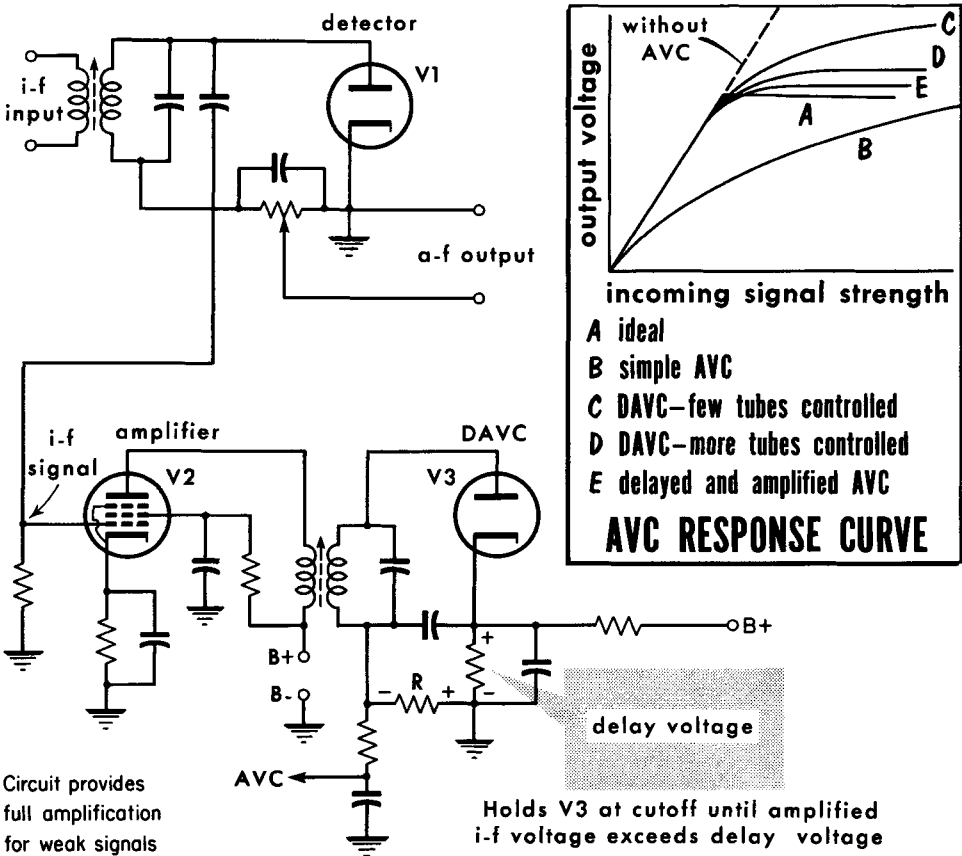 detector
V1
i-f
input
a-f output
without
AVC
C
D
E
A
B
output voltage
incoming signal strength
A ideal
B simple AVC
C DAVC–few tubes controlled
D DAVC–more tubes controlled
E delayed and amplified AVC
AVC RESPONSE CURVE
i-f
signal
amplifier
V2
DAVC
V3
B+
B-
B+
+
-
- R +
delay voltage
AVC
Circuit provides
full amplification
for weak signals
Holds V3 at cutoff until amplified
i-f voltage exceeds delay voltage